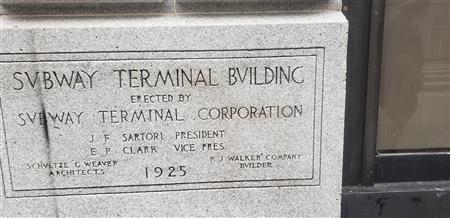 SVBWAY TERMINAL BVILDING
ERECTED BY
SVBWAY TERMINAL CORPORATION
J. F. SARTORI PRESIDENT
E. P. CLARK VICE PRES.
SCHVLTZE & WEAVER
ARCHITECTS
1925
P. J. WALKER COMPANY
BVILDER